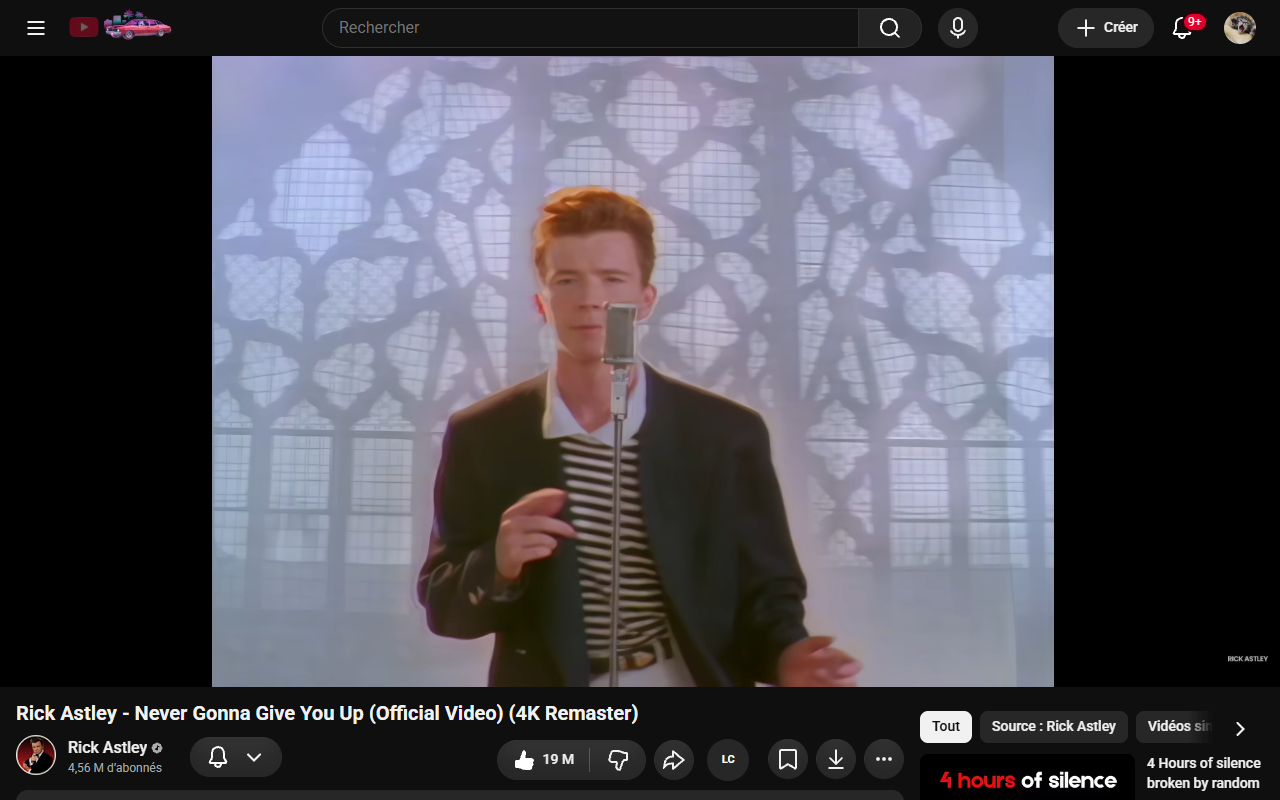 Rechercher
Créer
9+
RICK ASTLEY
Rick Astley - Never Gonna Give You Up (Official Video) (4K Remaster)
Rick Astley
4,56 M d’abonnés
19 M
LC
Tout
Source : Rick Astley
Vidéos
4 hours of silence
4 Hours of silence
broken by random